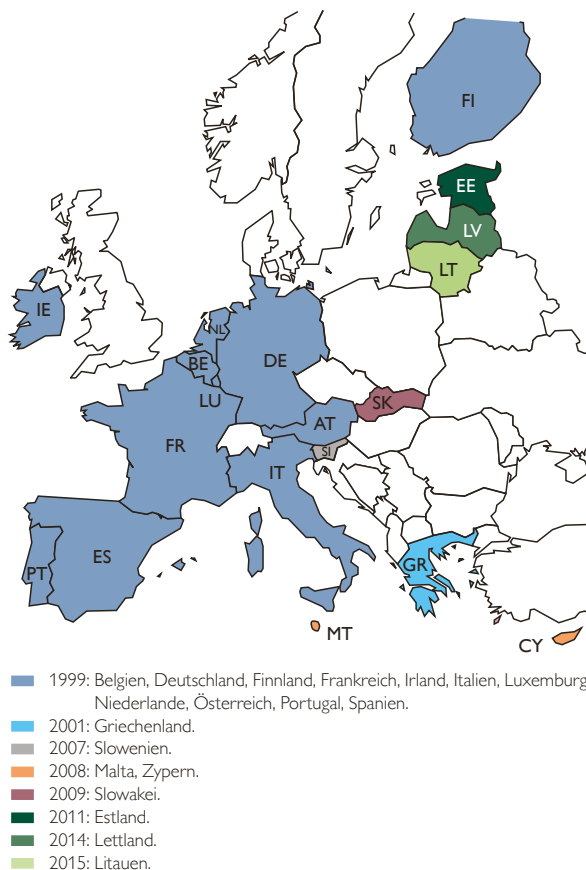 FI
EE
LV
LT
IE
NL
BE
DE
LU
SK
AT
FR
SI
IT
PT
ES
GR
MT
CY
1999: Belgien, Deutschland, Finnland, Frankreich, Irland, Italien, Luxemburg
Niederlande, Österreich, Portugal, Spanien.
2001: Griechenland.
2007: Slowenien.
2008: Malta, Zypern.
2009: Slowakei.
2011: Estland.
2014: Lettland.
2015: Litauen.